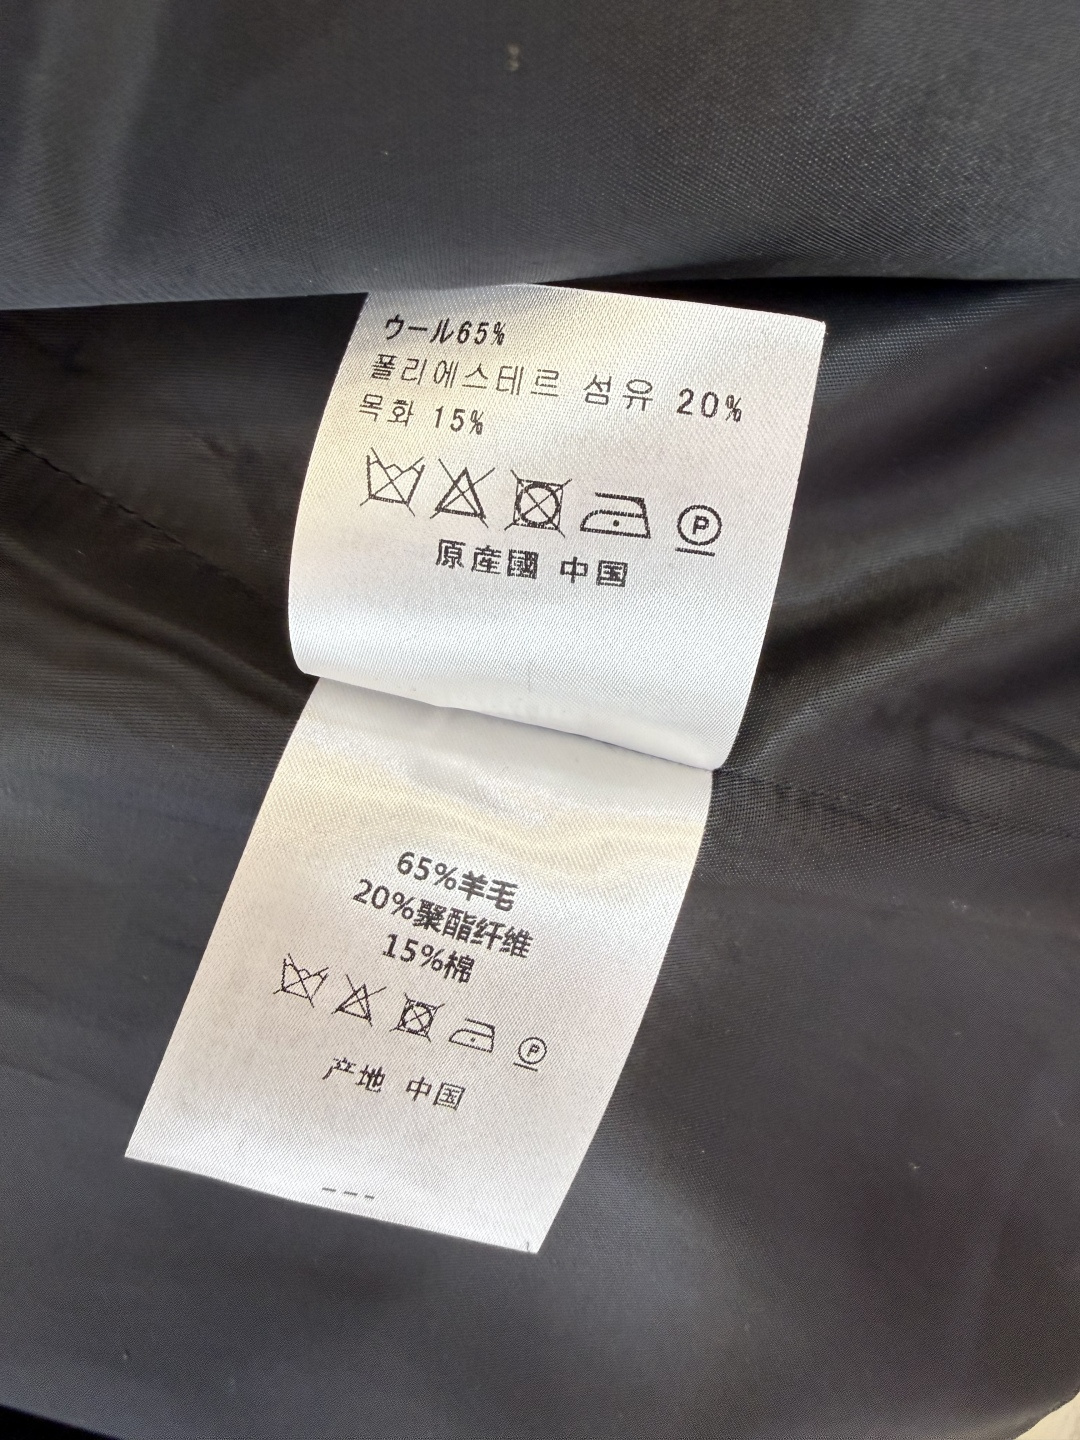 ウール65%
폴리에스테르 섬유 20%
목화 15%
P
原産國 中国
65%羊毛
20%聚酯纤维
15%棉
P
产地 中国
---